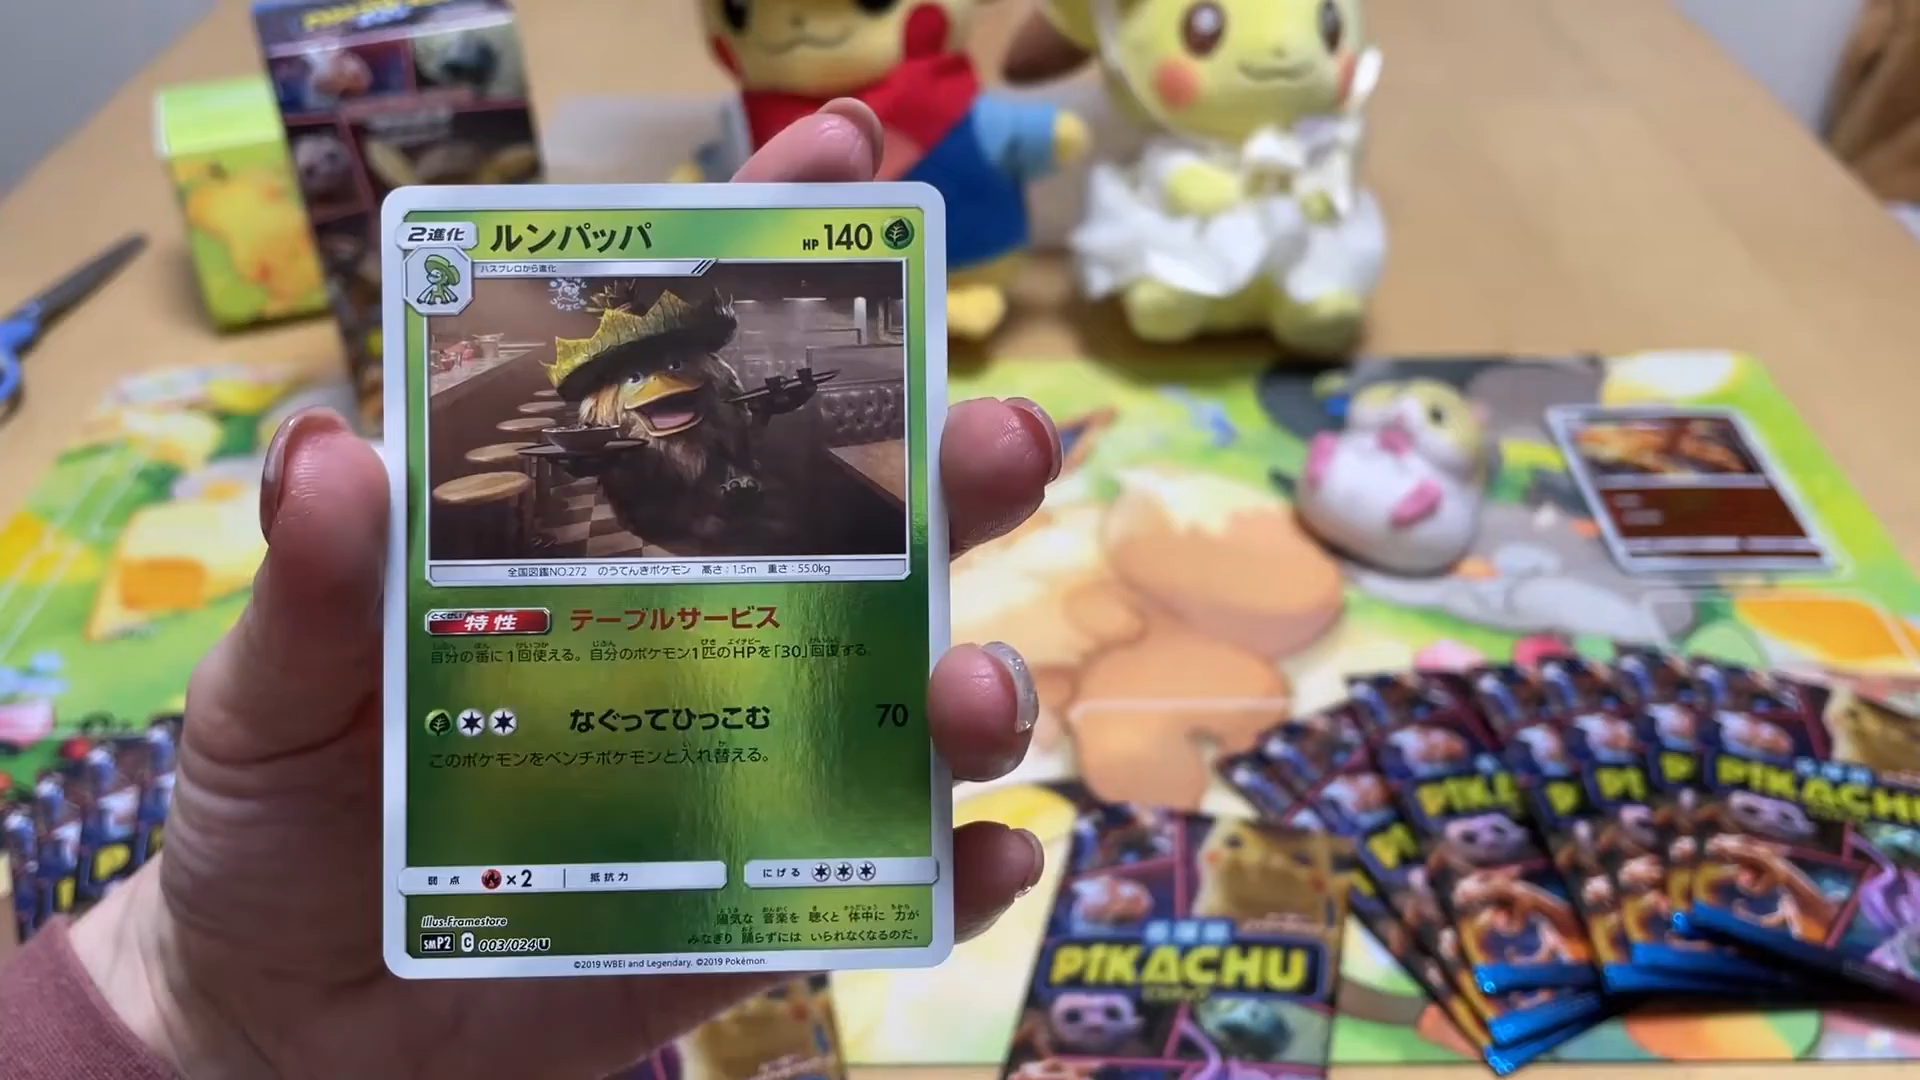 2進化 ルンパッパ HP 140
ハスブレロから進化
全国図鑑NO.272 のうてんきポケモン 高さ:1.5m 重さ:55.0kg
特性 テーブルサービス
自分の番に1回使える。自分のポケモン1匹のHPを「30」回復する。
なぐってひっこむ 70
このポケモンをベンチポケモンと入れ替える。
弱点 ×2 抵抗力 にげる
Illus.Framestore
陽気な 音楽を 聴くと 体中に 力が
みなぎり 踊らずには いられなくなるのだ。
SMP2 C 003/024 U
©2019 WBEI and Legendary. ©2019 Pokémon.
PIKACHU
PIKACHU